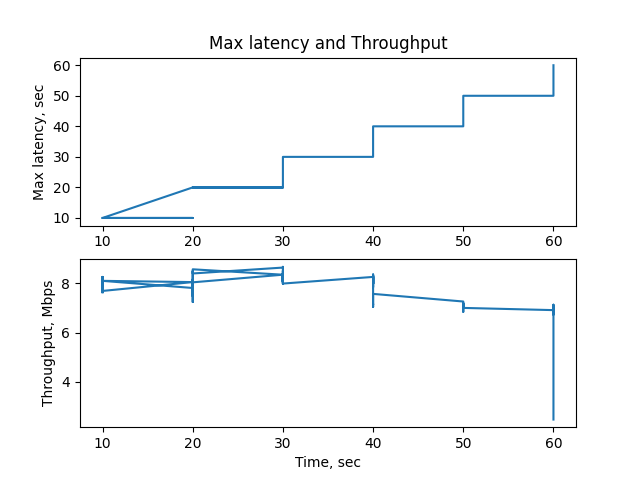 Max latency and Throughput
Max latency, sec
60
50
40
30
20
10
10 20 30 40 50 60
Throughput, Mbps
8
6
4
10 20 30 40 50 60
Time, sec